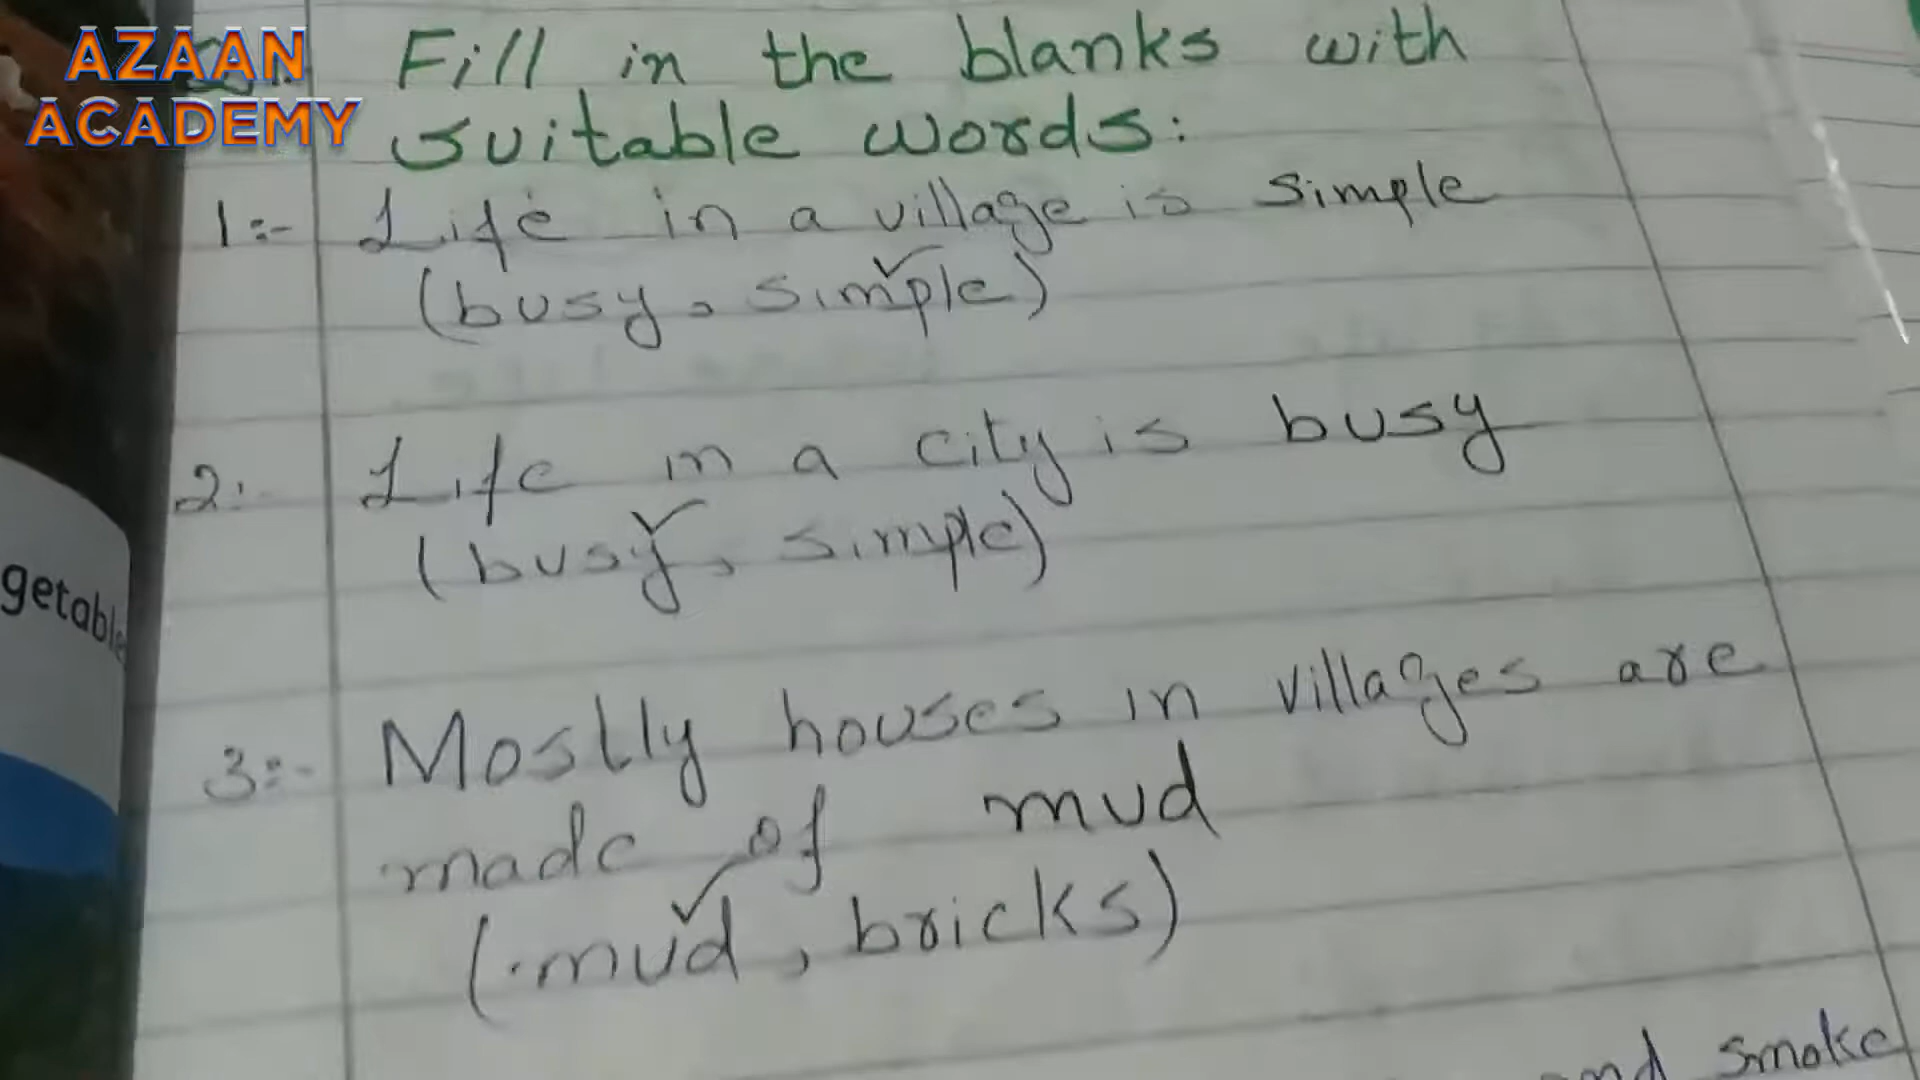 AZAAN
ACADEMY
Fill in the blanks with
suitable words:
1:- Life in a village is simple
(busy, simple)
2:- Life in a city is busy
(busy, simple)
3:- Mostly houses in villages are
made of mud
(mud, bricks)
and smoke
getable